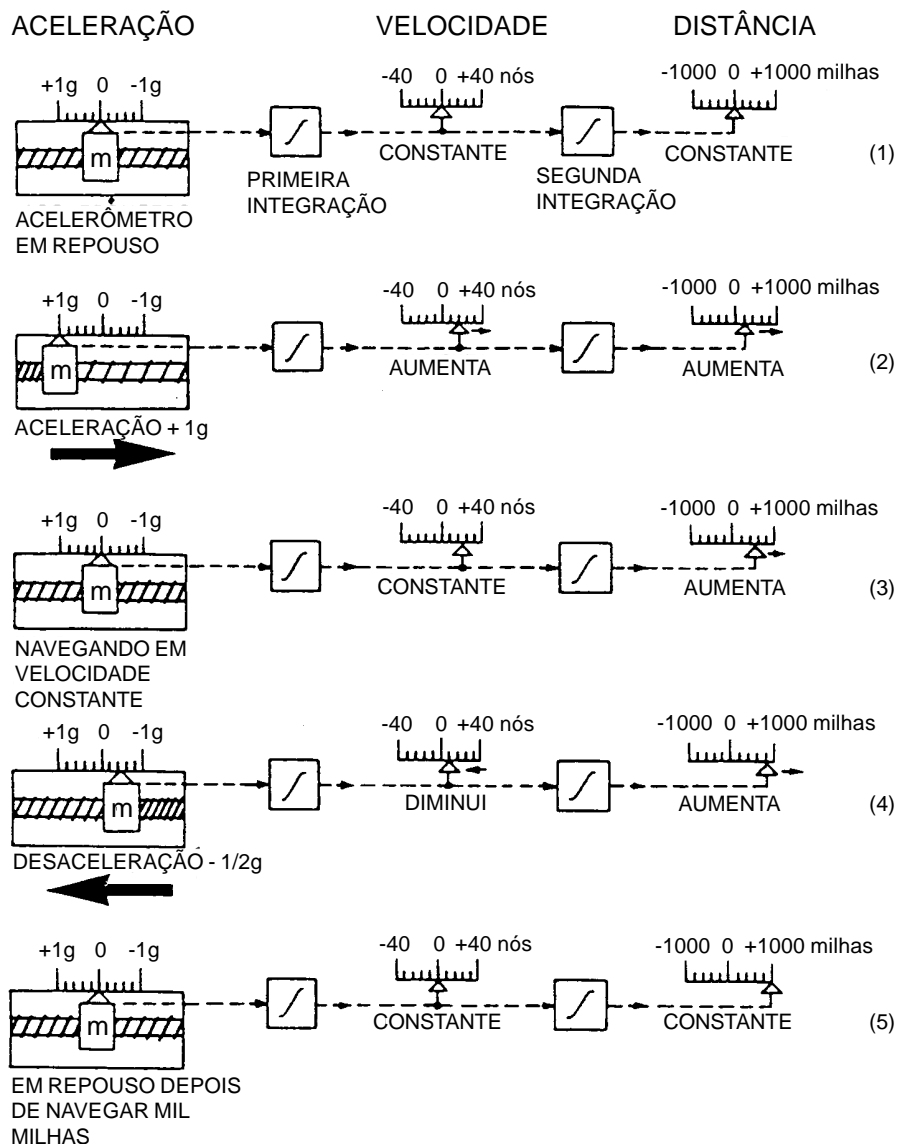 ACELERAÇÃO VELOCIDADE DISTÂNCIA
+1g 0 -1g -40 0 +40 nós -1000 0 +1000 milhas
m
CONSTANTE CONSTANTE (1)
PRIMEIRA INTEGRAÇÃO
SEGUNDA INTEGRAÇÃO
ACELERÔMETRO
EM REPOUSO
+1g 0 -1g -40 0 +40 nós -1000 0 +1000 milhas
m
AUMENTA AUMENTA (2)
ACELERAÇÃO + 1g
+1g 0 -1g -40 0 +40 nós -1000 0 +1000 milhas
m
CONSTANTE AUMENTA (3)
NAVEGANDO EM
VELOCIDADE
CONSTANTE
+1g 0 -1g -40 0 +40 nós -1000 0 +1000 milhas
m
DIMINUI AUMENTA (4)
DESACELERAÇÃO - 1/2g
+1g 0 -1g -40 0 +40 nós -1000 0 +1000 milhas
m
CONSTANTE CONSTANTE (5)
EM REPOUSO DEPOIS
DE NAVEGAR MIL
MILHAS